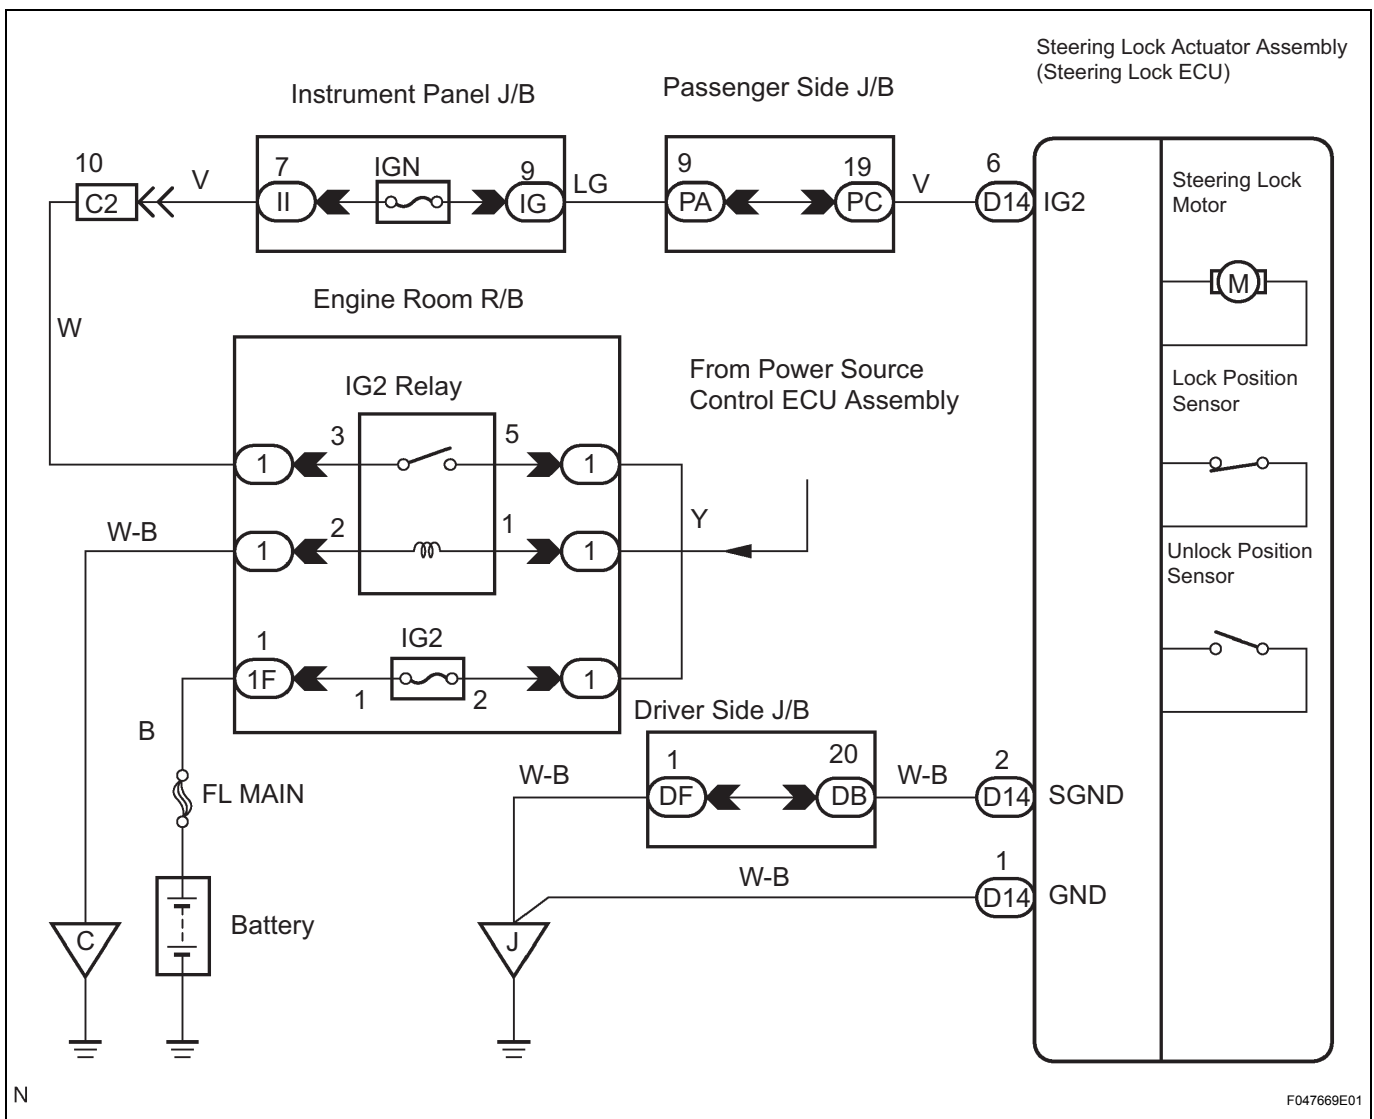 Steering Lock Actuator Assembly
(Steering Lock ECU)
Instrument Panel J/B
Passenger Side J/B
10
C2
V
7
II
IGN
9
IG
LG
9
PA
19
PC
V
6
D14
IG2
Steering Lock
Motor
M
Engine Room R/B
W
IG2 Relay
From Power Source
Control ECU Assembly
Lock Position
Sensor
1
3
5
1
Y
W-B
1
2
1
1
Unlock Position
Sensor
1
1F
1
IG2
2
1
B
FL MAIN
Driver Side J/B
W-B
1
DF
20
DB
W-B
2
D14
SGND
W-B
1
D14
GND
C
Battery
J
N
F047669E01